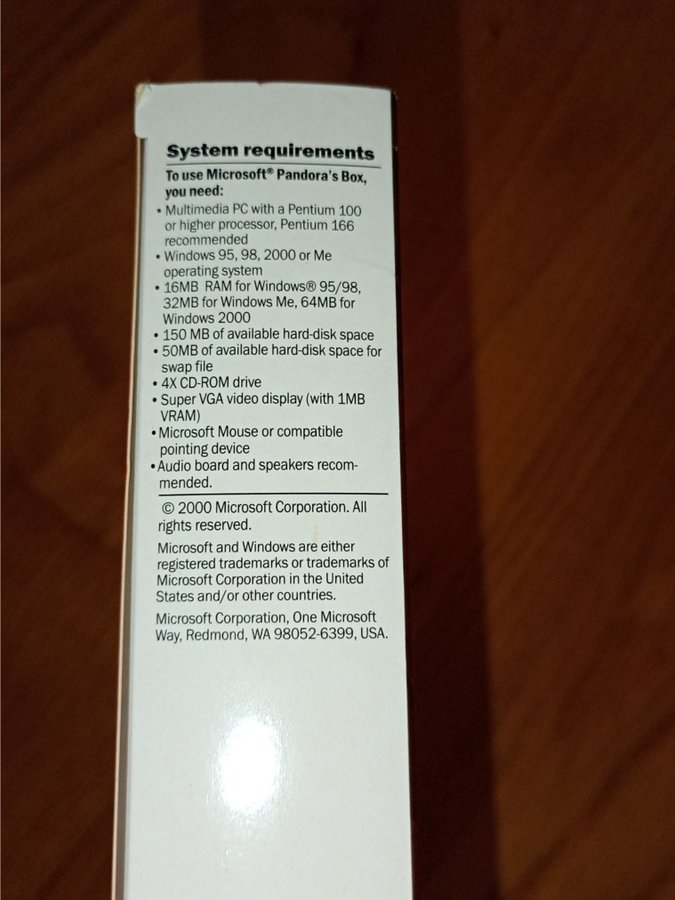 System requirements
To use Microsoft® Pandora's Box,
you need:
• Multimedia PC with a Pentium 100
or higher processor, Pentium 166
recommended
• Windows 95, 98, 2000 or Me
operating system
• 16MB RAM for Windows® 95/98,
32MB for Windows Me, 64MB for
Windows 2000
• 150 MB of available hard-disk space
• 50MB of available hard-disk space for
swap file
• 4X CD-ROM drive
• Super VGA video display (with 1MB
VRAM)
• Microsoft Mouse or compatible
pointing device
• Audio board and speakers recom-
mended.
© 2000 Microsoft Corporation. All
rights reserved.
Microsoft and Windows are either
registered trademarks or trademarks of
Microsoft Corporation in the United
States and/or other countries.
Microsoft Corporation, One Microsoft
Way, Redmond, WA 98052-6399, USA.